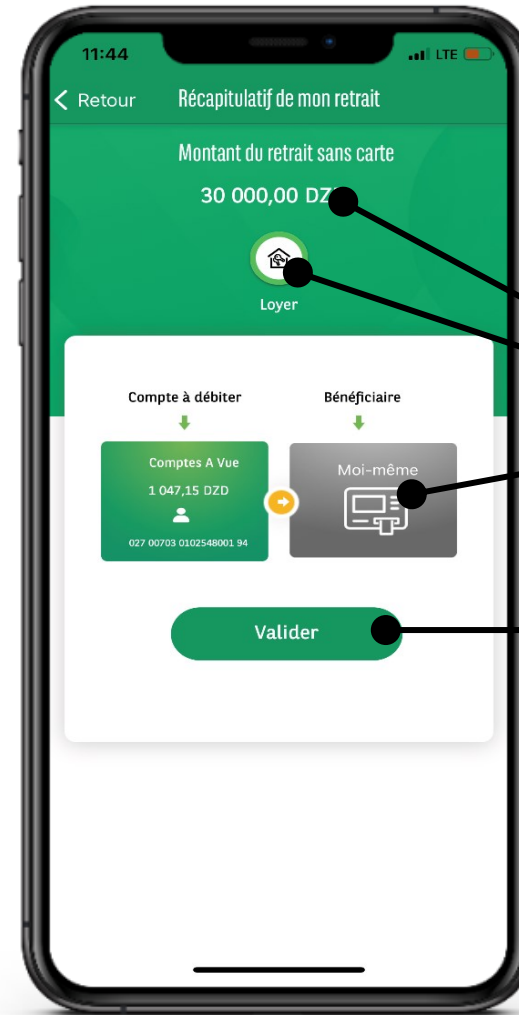 11:44 LTE
Retour Récapitulatif de mon retrait
Montant du retrait sans carte
30 000,00 DZ
Loyer
Compte à débiter Bénéficiaire
Comptes A Vue Moi-même
1 047,15 DZD
027 00703 0102548001 94
Valider